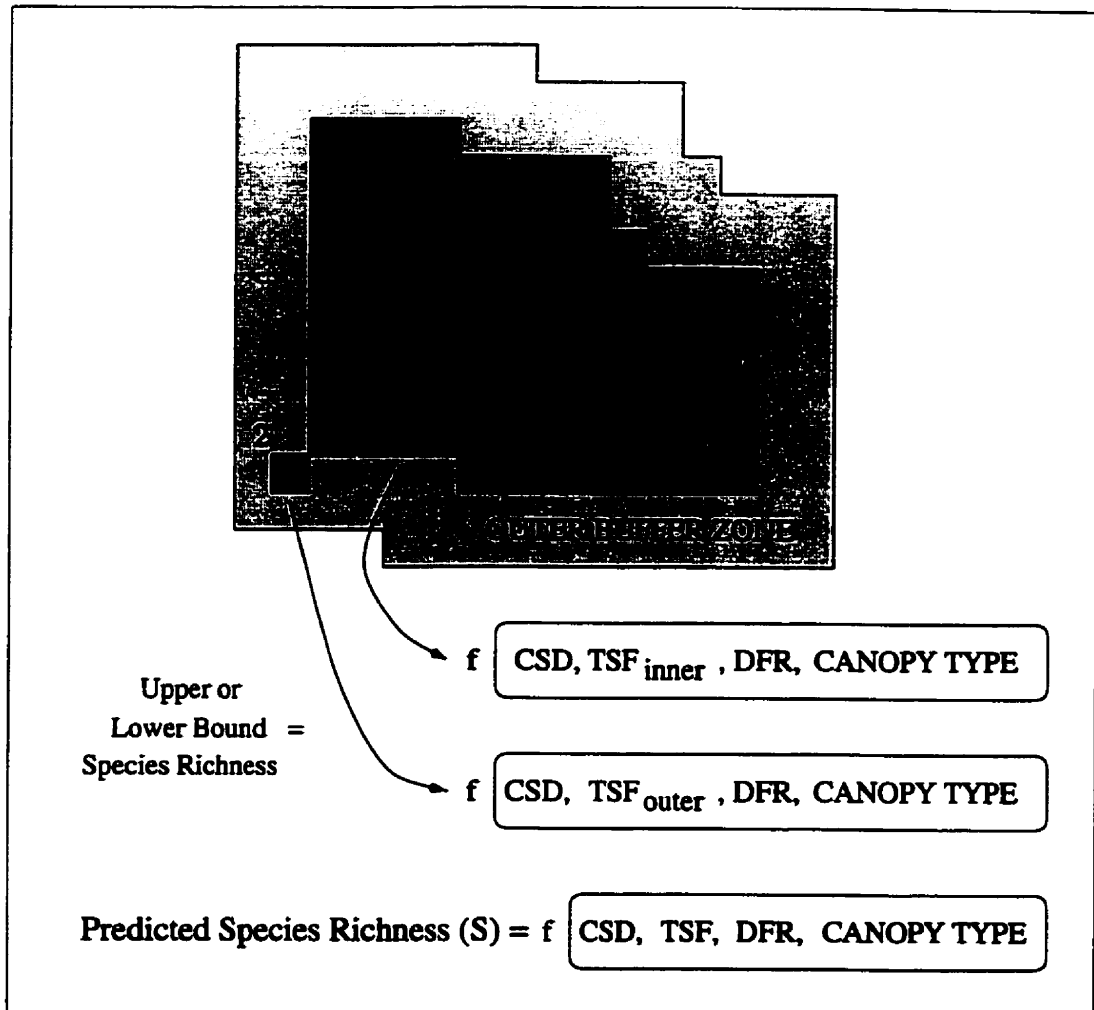 2
OUTER BUFFER ZONE
f CSD, TSF inner , DFR, CANOPY TYPE
Upper or
Lower Bound =
Species Richness
f CSD, TSF outer , DFR, CANOPY TYPE
Predicted Species Richness (S) = f CSD, TSF, DFR, CANOPY TYPE